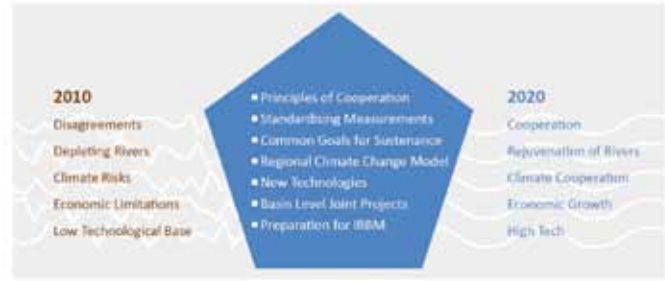 2010
Disagreements
Depleting Rivers
Climate Risks
Economic Limitations
Low Technological Base
▪ Principles of Cooperation
▪ Standardising Measurements
▪ Common Goals for Sustenance
▪ Regional Climate Change Model
▪ New Technologies
▪ Basin Level Joint Projects
▪ Preparation for IRBM
2020
Cooperation
Rejuvenation of Rivers
Climate Cooperation
Economic Growth
High Tech